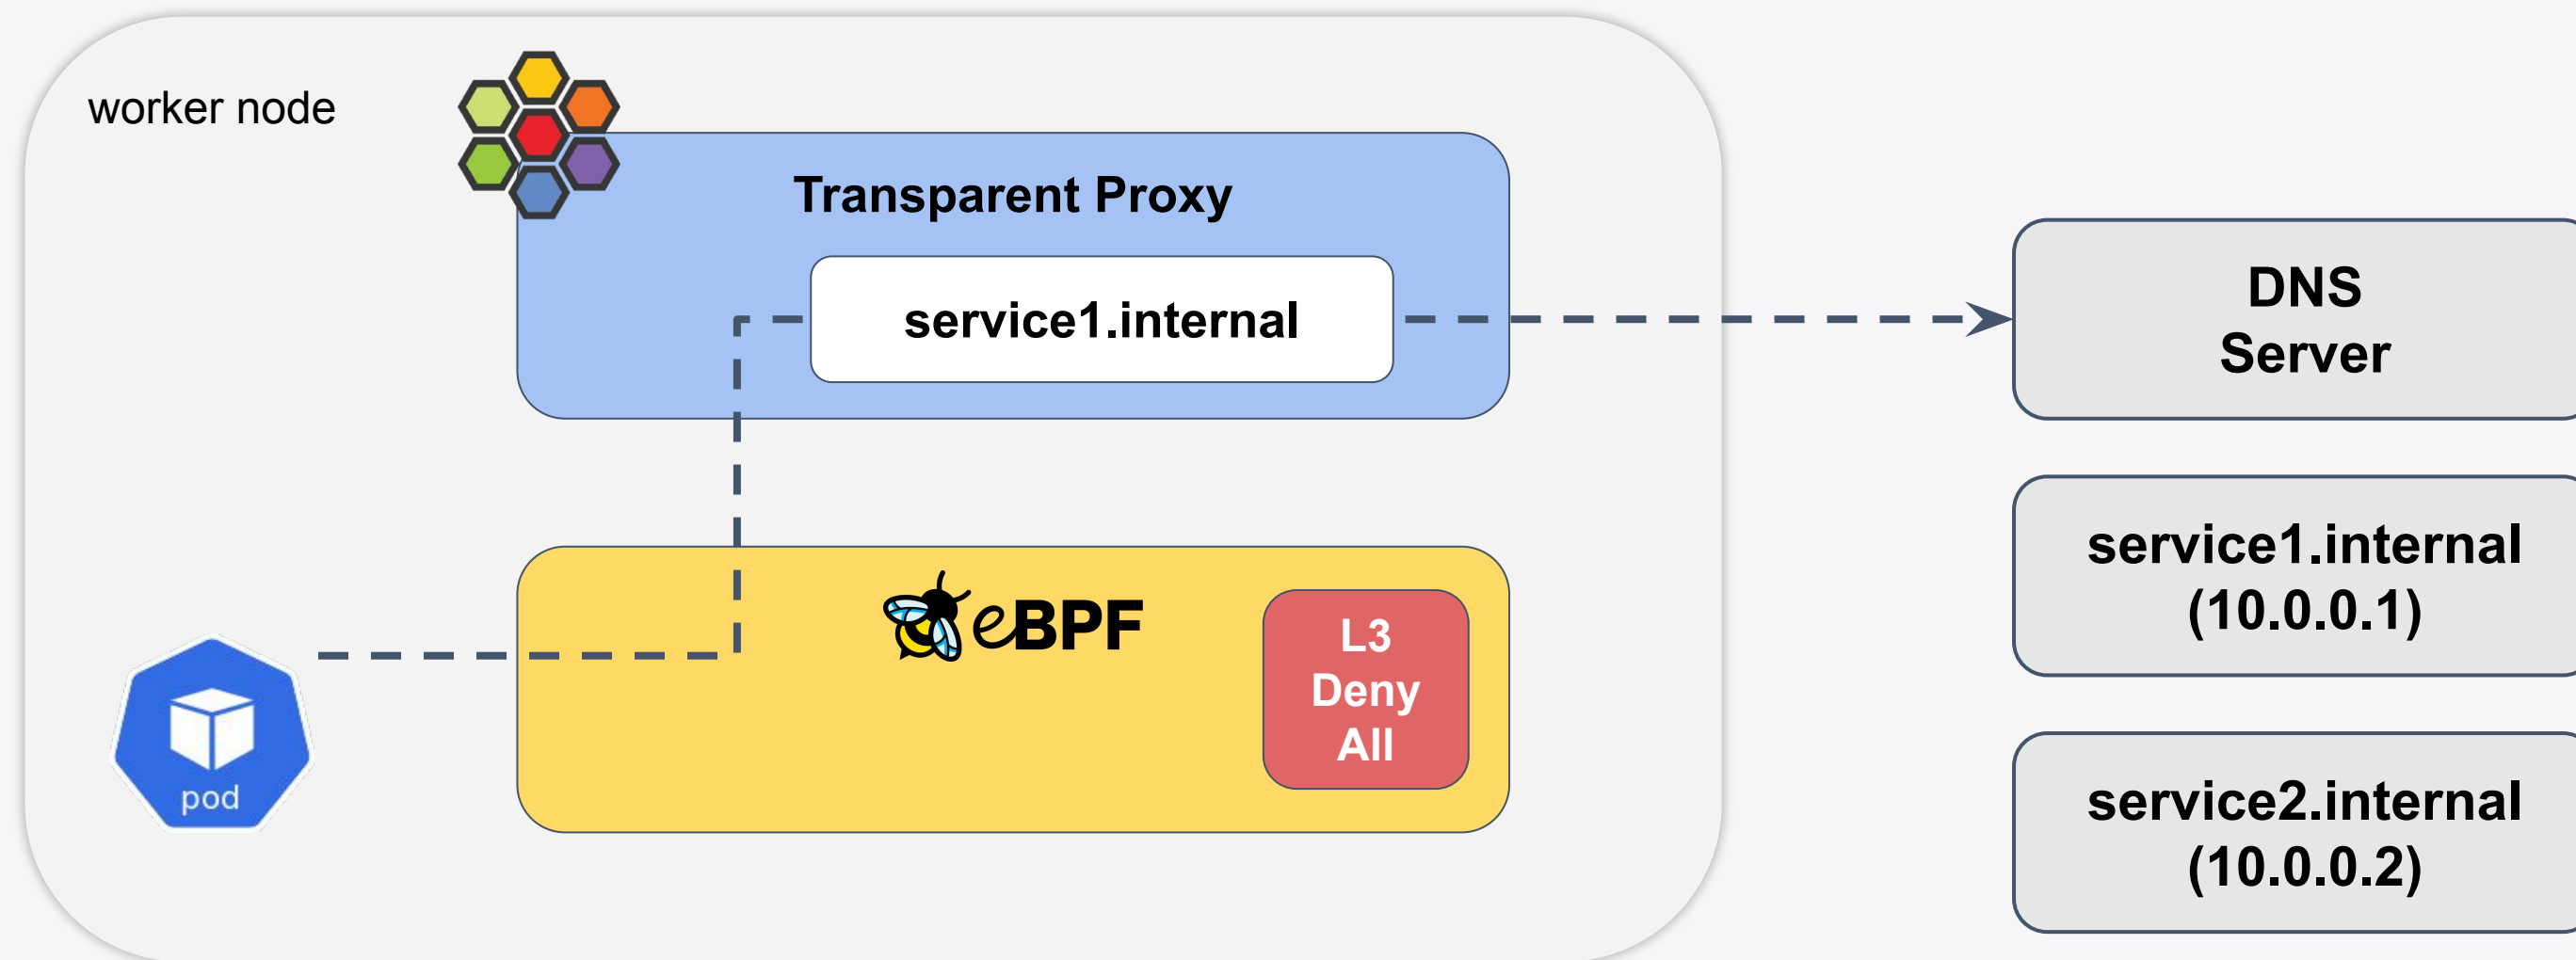 worker node
Transparent Proxy
service1.internal
DNS
Server
service1.internal
(10.0.0.1)
eBPF
L3
Deny
All
pod
service2.internal
(10.0.0.2)